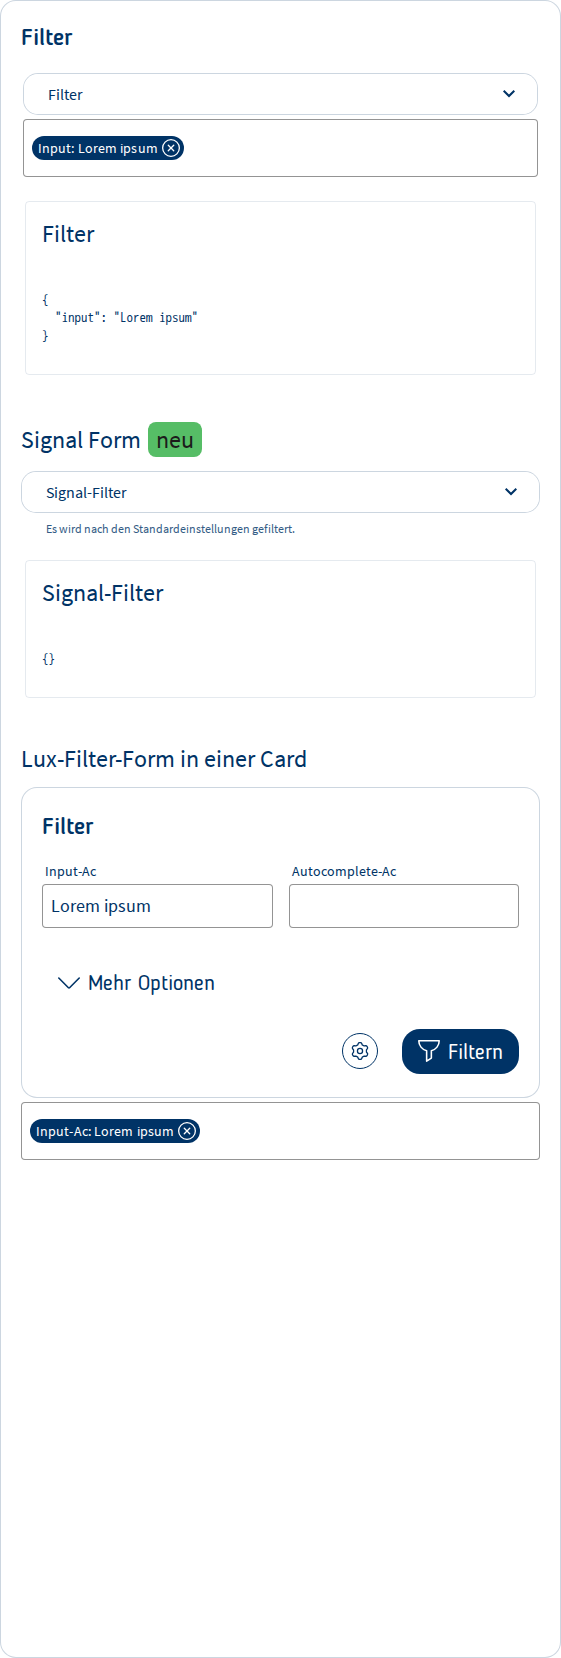 Filter
Filter
Input: Lorem ipsum
Filter
{
"input": "Lorem ipsum"
}
Signal Form neu
Signal-Filter
Es wird nach den Standardeinstellungen gefiltert.
Signal-Filter
{}
Lux-Filter-Form in einer Card
Filter
Input-Ac Autocomplete-Ac
Lorem ipsum
Mehr Optionen
Filtern
Input-Ac: Lorem ipsum